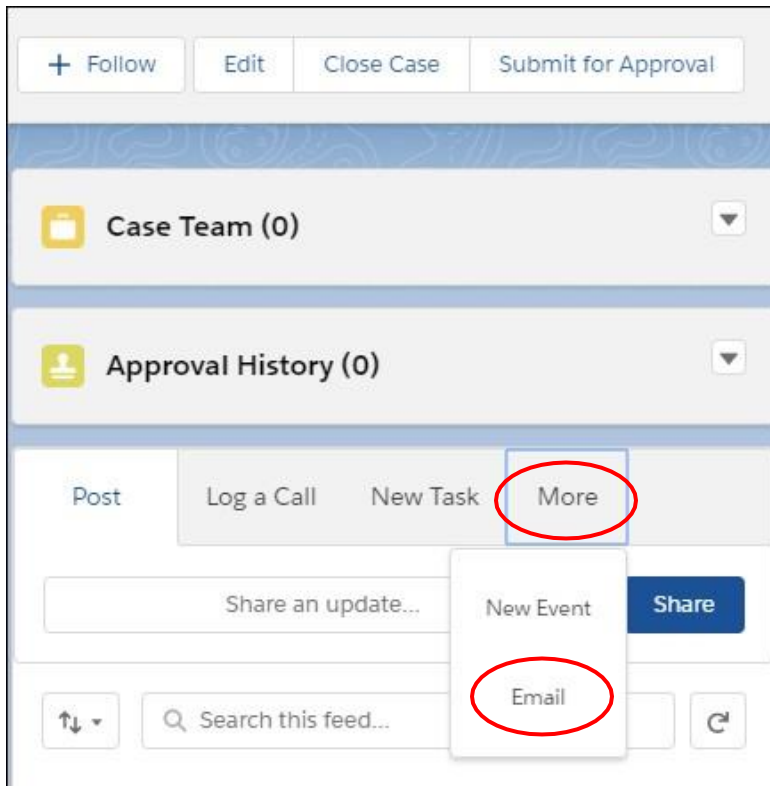 + Follow Edit Close Case Submit for Approval
Case Team (0)
Approval History (0)
Post Log a Call New Task More
Share an update... New Event Share
Email
Search this feed...